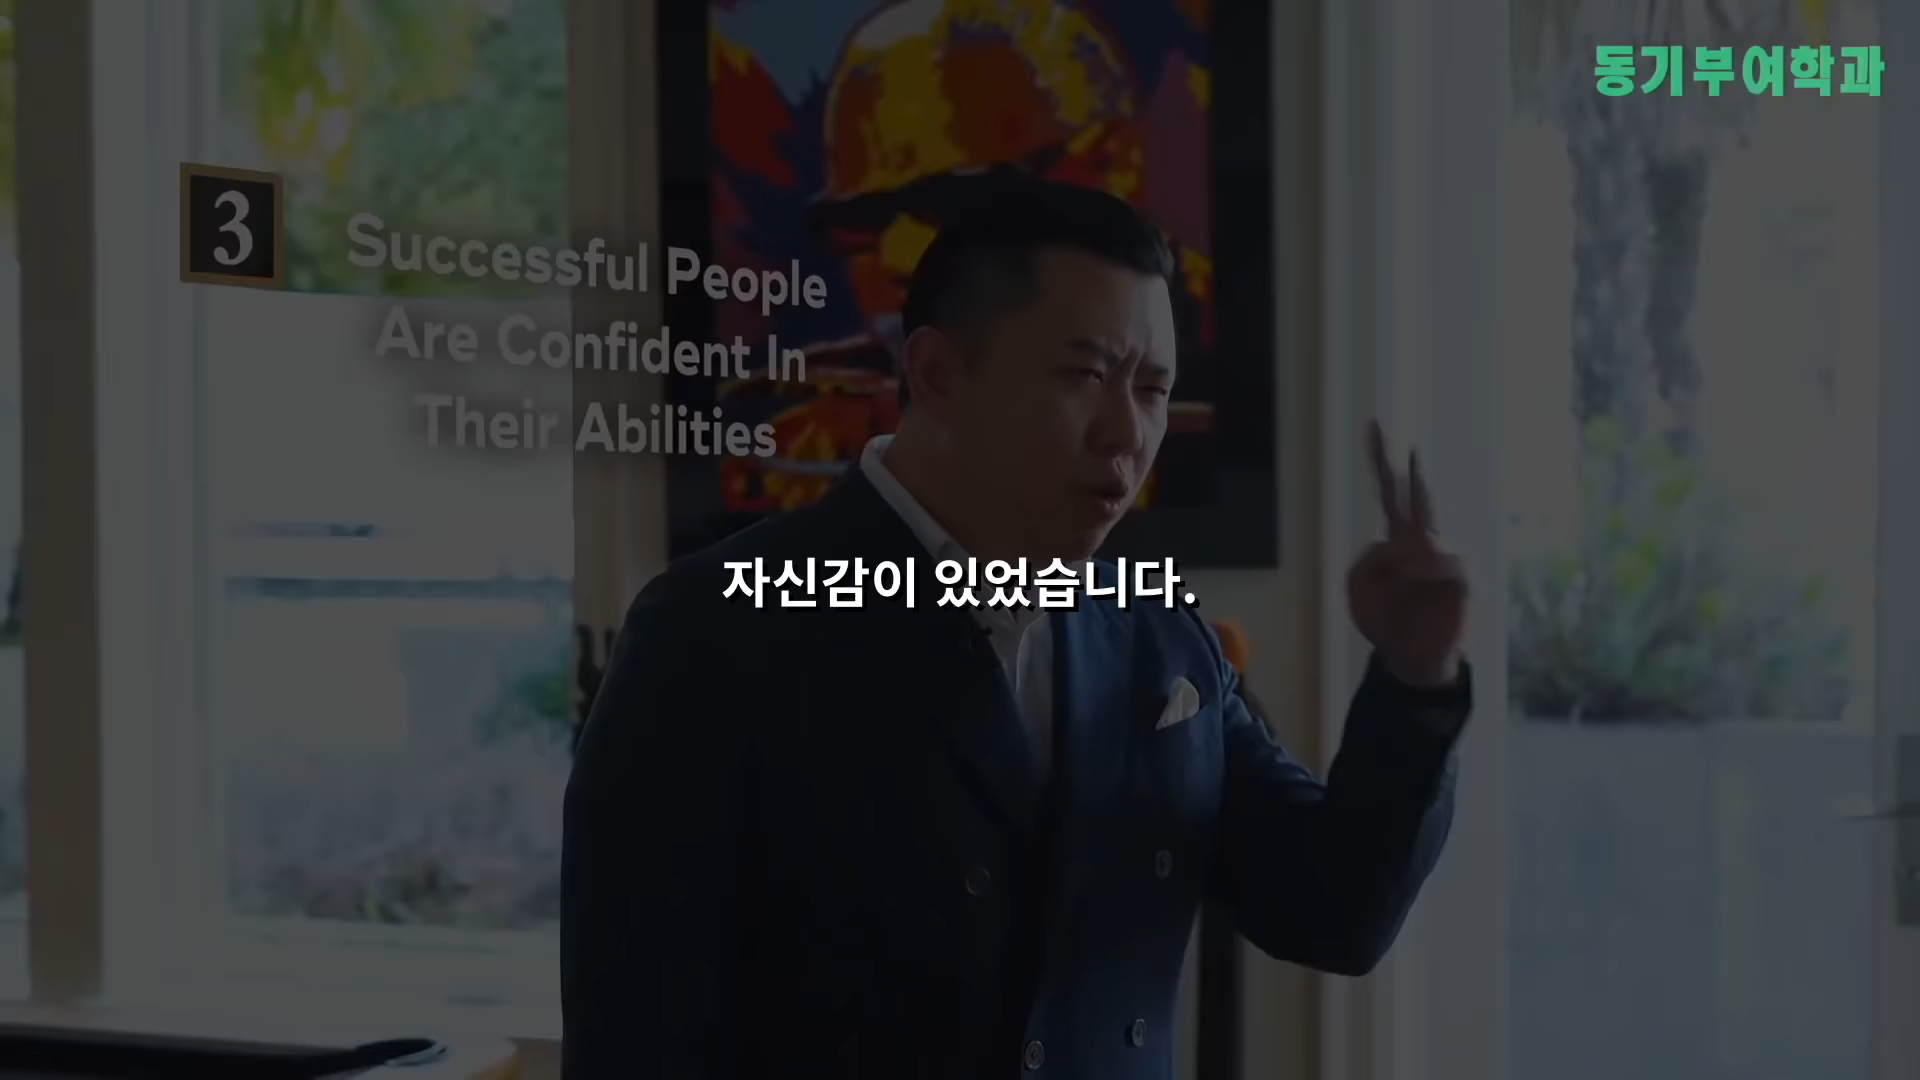 동기부여학과
3
Successful People
Are Confident In
Their Abilities
자신감이 있었습니다.